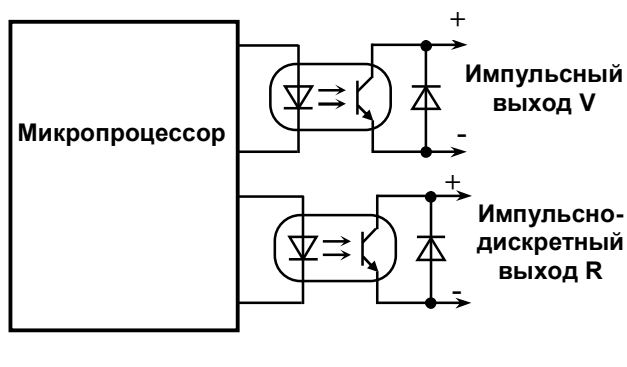 Микропроцессор
+
Импульсный
выход V
-
+
Импульсно-
дискретный
выход R
-